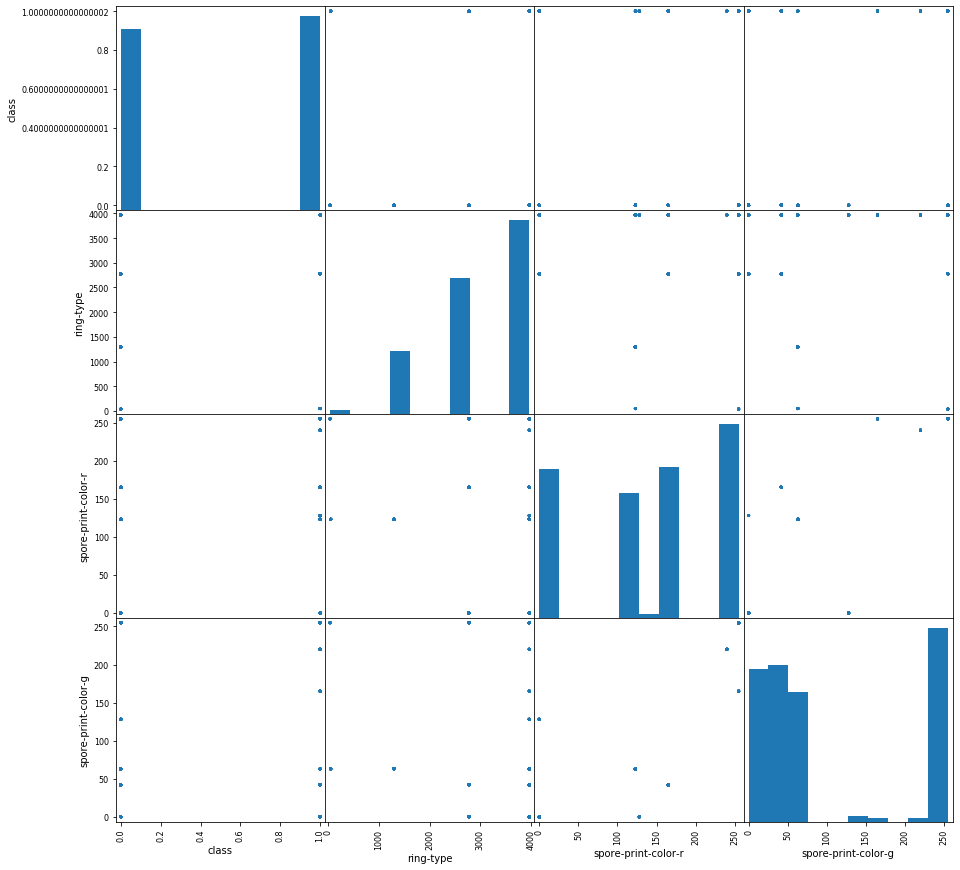 1.0000000000000002
0.8
0.6000000000000001
0.4000000000000001
0.2
0.0
class
4000
3500
3000
2500
2000
1500
1000
500
0
ring-type
250
200
150
100
50
0
spore-print-color-r
250
200
150
100
50
0
spore-print-color-g
0.0 0.2 0.4 0.6 0.8 1.0
class
0 1000 2000 3000 4000
ring-type
0 50 100 150 200 250
spore-print-color-r
0 50 100 150 200 250
spore-print-color-g